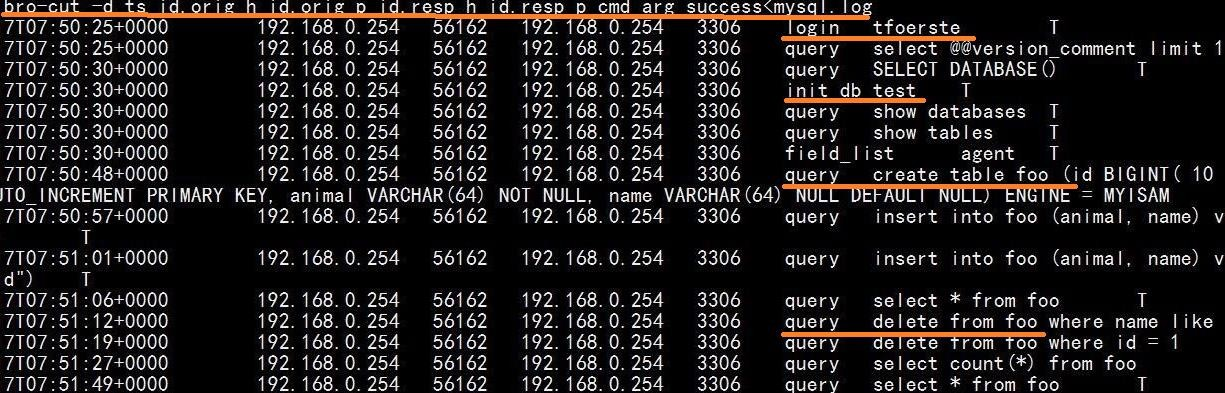 bro-cut -d ts id.orig_h id.orig_p id.resp_h id.resp_p cmd arg success<mysql.log
7T07:50:25+0000 192.168.0.254 56162 192.168.0.254 3306 login tfoerste T
7T07:50:25+0000 192.168.0.254 56162 192.168.0.254 3306 query select @@version_comment limit 1
7T07:50:30+0000 192.168.0.254 56162 192.168.0.254 3306 query SELECT DATABASE() T
7T07:50:30+0000 192.168.0.254 56162 192.168.0.254 3306 init_db test T
7T07:50:30+0000 192.168.0.254 56162 192.168.0.254 3306 query show databases T
7T07:50:30+0000 192.168.0.254 56162 192.168.0.254 3306 query show tables T
7T07:50:30+0000 192.168.0.254 56162 192.168.0.254 3306 field_list agent T
7T07:50:48+0000 192.168.0.254 56162 192.168.0.254 3306 query create table foo (id BIGINT( 10
UTO_INCREMENT PRIMARY KEY, animal VARCHAR(64) NOT NULL, name VARCHAR(64) NULL DEFAULT NULL) ENGINE = MYISAM
7T07:50:57+0000 192.168.0.254 56162 192.168.0.254 3306 query insert into foo (animal, name) v
T
7T07:51:01+0000 192.168.0.254 56162 192.168.0.254 3306 query insert into foo (animal, name) v
d") T
7T07:51:06+0000 192.168.0.254 56162 192.168.0.254 3306 query select * from foo T
7T07:51:12+0000 192.168.0.254 56162 192.168.0.254 3306 query delete from foo where name like
7T07:51:19+0000 192.168.0.254 56162 192.168.0.254 3306 query delete from foo where id = 1
7T07:51:27+0000 192.168.0.254 56162 192.168.0.254 3306 query select count(*) from foo
7T07:51:49+0000 192.168.0.254 56162 192.168.0.254 3306 query select * from foo T